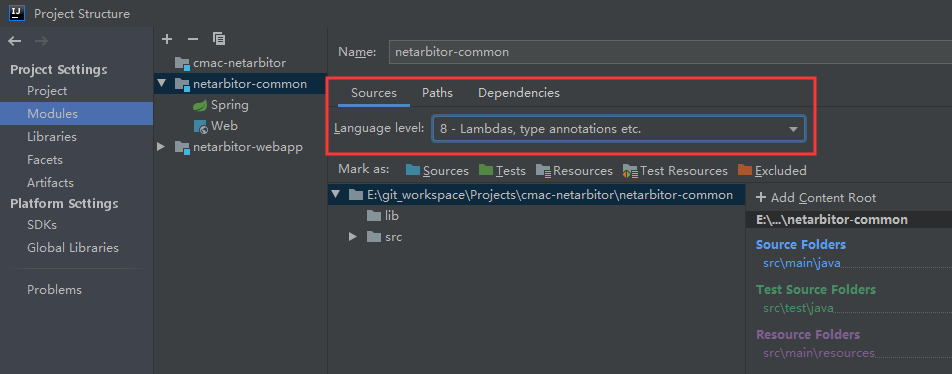 Project Structure
Project Settings
Project
Modules
Libraries
Facets
Artifacts
Platform Settings
SDKs
Global Libraries
Problems
cmac-netarbitor
netarbitor-common
Spring
Web
netarbitor-webapp
Name: netarbitor-common
Sources Paths Dependencies
Language level: 8 - Lambdas, type annotations etc.
Mark as: Sources Tests Resources Test Resources Excluded
E:\git_workspace\Projects\cmac-netarbitor\netarbitor-common
lib
src
+ Add Content Root
E:\...\netarbitor-common
Source Folders
src\main\java
Test Source Folders
src\test\java
Resource Folders
src\main\resources